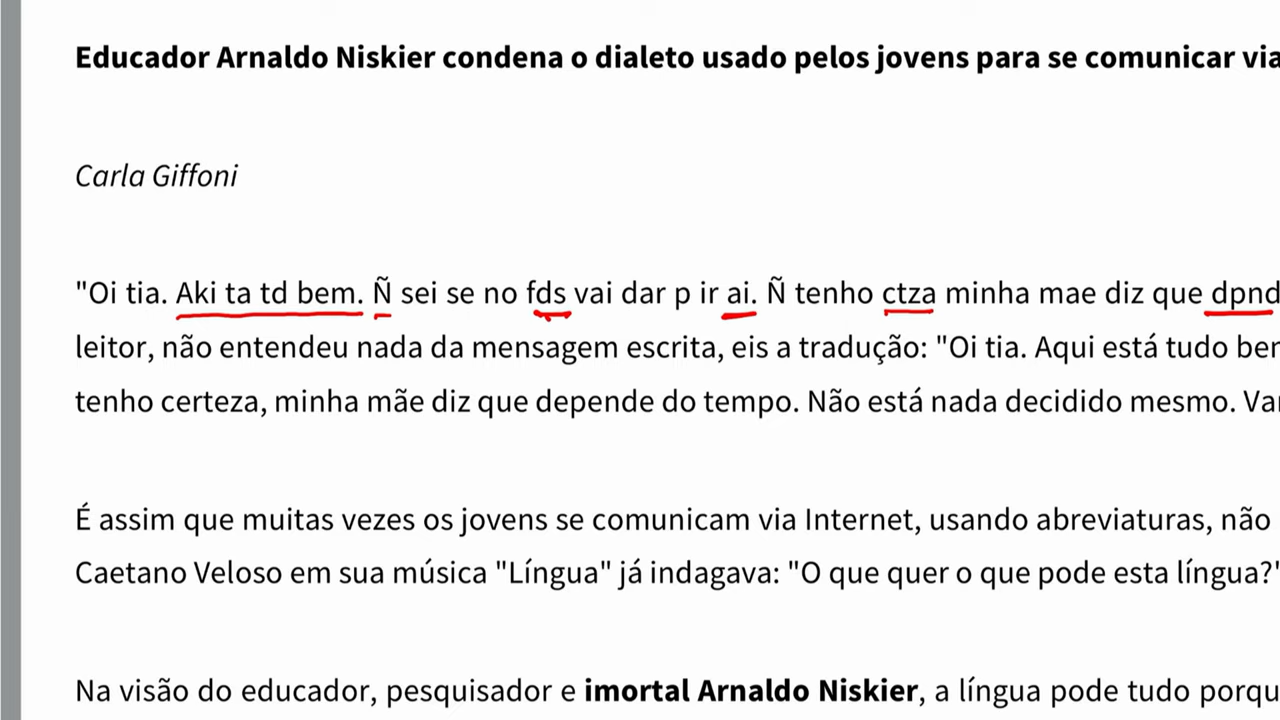 Educador Arnaldo Niskier condena o dialeto usado pelos jovens para se comunicar via
Carla Giffoni
"Oi tia. Aki ta td bem. Ñ sei se no fds vai dar p ir ai. Ñ tenho ctza minha mae diz que dpnd
leitor, não entendeu nada da mensagem escrita, eis a tradução: "Oi tia. Aqui está tudo
tenho certeza, minha mãe diz que depende do tempo. Não está nada decidido mesmo.
É assim que muitas vezes os jovens se comunicam via Internet, usando abreviaturas, não
Caetano Veloso em sua música "Língua" já indagava: "O que quer o que pode esta língua?"
Na visão do educador, pesquisador e imortal Arnaldo Niskier, a língua pode tudo